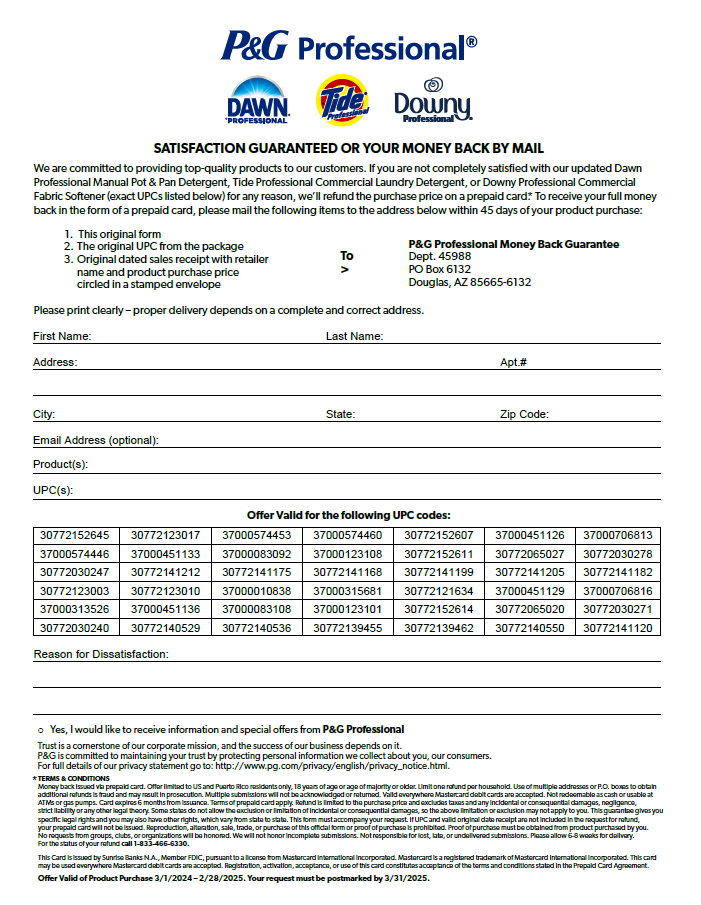 P&G Professional®
DAWN PROFESSIONAL
Tide Professional
Downy Professional
SATISFACTION GUARANTEED OR YOUR MONEY BACK BY MAIL
We are committed to providing top-quality products to our customers. If you are not completely satisfied with our updated Dawn
Professional Manual Pot & Pan Detergent, Tide Professional Commercial Laundry Detergent, or Downy Professional Commercial
Fabric Softener (exact UPCs listed below) for any reason, we'll refund the purchase price on a prepaid card.* To receive your full money
back in the form of a prepaid card, please mail the following items to the address below within 45 days of your product purchase:
1. This original form
2. The original UPC from the package
3. Original dated sales receipt with retailer
name and product purchase price
circled in a stamped envelope
To
>
P&G Professional Money Back Guarantee
Dept. 45988
PO Box 6132
Douglas, AZ 85665-6132
Please print clearly – proper delivery depends on a complete and correct address.
First Name: Last Name:
Address: Apt.#
City: State: Zip Code:
Email Address (optional):
Product(s):
UPC(s):
Offer Valid for the following UPC codes:
30772152645 30772123017 37000574453 37000574460 30772152607 37000451126 37000706813
37000574446 37000451133 37000083092 37000123108 30772152611 30772065027 30772030278
30772030247 30772141212 30772141175 30772141168 30772141199 30772141205 30772141182
30772123003 30772123010 37000010838 37000315681 30772121634 37000451129 37000706816
37000313526 37000451136 37000083108 37000123101 30772152614 30772065020 30772030271
30772030240 30772140529 30772140536 30772139455 30772139462 30772140550 30772141120
Reason for Dissatisfaction:
○ Yes, I would like to receive information and special offers from P&G Professional
Trust is a cornerstone of our corporate mission, and the success of our business depends on it.
P&G is committed to maintaining your trust by protecting personal information we collect about you, our consumers.
For full details of our privacy statement go to: http://www.pg.com/privacy/english/privacy_notice.html.
* TERMS & CONDITIONS
Money back issued via prepaid card. Offer limited to US and Puerto Rico residents only, 18 years of age or age of majority or older. Limit one refund per household. Use of multiple addresses or P.O. boxes to obtain
additional refunds is fraud and may result in prosecution. Multiple submissions will not be acknowledged or returned. Valid everywhere Mastercard debit cards are accepted. Not redeemable as cash or usable at
ATMs or gas pumps. Card expires 6 months from issuance. Terms of prepaid card apply. Refund is limited to the purchase price and excludes taxes and any incidental or consequential damages, negligence,
strict liability or any other legal theory. Some states do not allow the exclusion or limitation of incidental or consequential damages, so the above limitation or exclusion may not apply to you. This guarantee gives you
specific legal rights and you may also have other rights, which vary from state to state. This form must accompany your request. If UPC and valid original date receipt are not included in the request for refund,
your prepaid card will not be issued. Reproduction, alteration, sale, trade, or purchase of this official form or proof of purchase is prohibited. Proof of purchase must be obtained from product purchased by you.
No requests from groups, clubs, or organizations will be honored. We will not honor incomplete submissions. Not responsible for lost, late, or undelivered submissions. Please allow 6-8 weeks for delivery.
For the status of your refund call 1-833-466-6330.
This Card is issued by Sunrise Banks N.A., Member FDIC, pursuant to a license from Mastercard International Incorporated. Mastercard is a registered trademark of Mastercard International Incorporated. This card
may be used everywhere Mastercard debit cards are accepted. Registration, activation, acceptance, or use of this card constitutes acceptance of the terms and conditions stated in the Prepaid Card Agreement.
Offer Valid of Product Purchase 3/1/2024 – 2/28/2025. Your request must be postmarked by 3/31/2025.